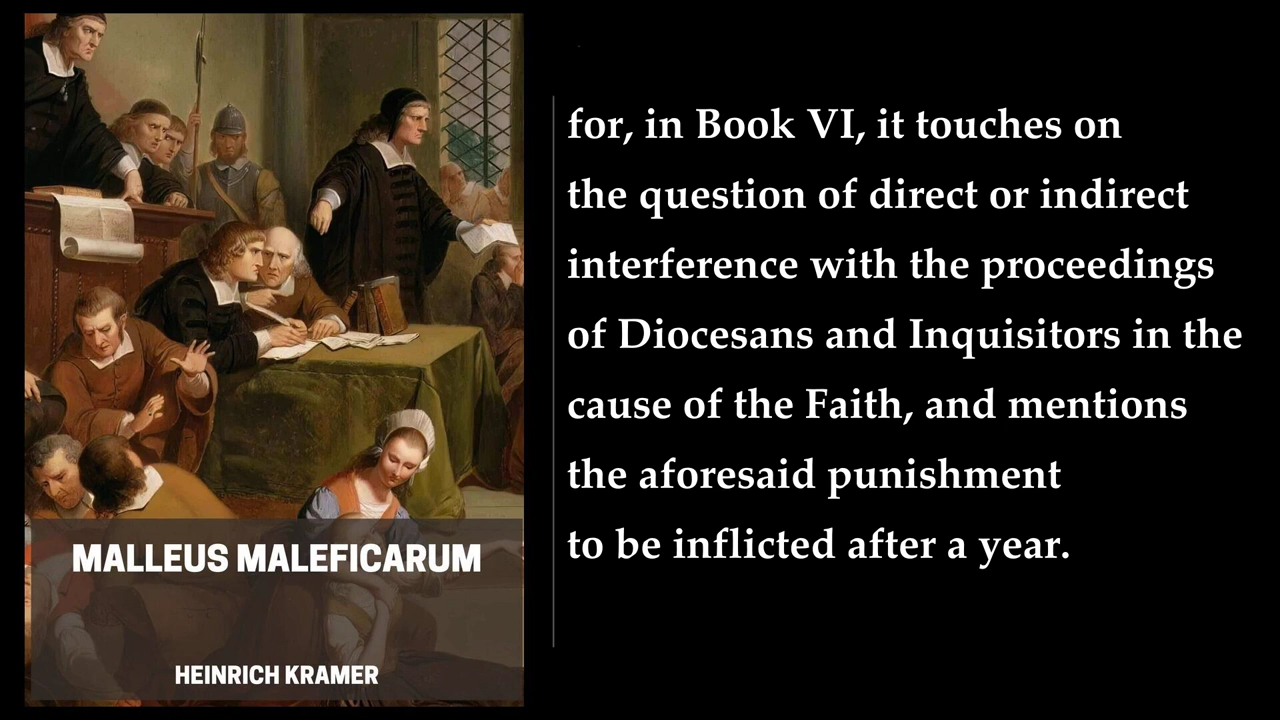 MALLEUS MALEFICARUM
HEINRICH KRAMER
for, in Book VI, it touches on
the question of direct or indirect
interference with the proceedings
of Diocesans and Inquisitors in the
cause of the Faith, and mentions
the aforesaid punishment
to be inflicted after a year.